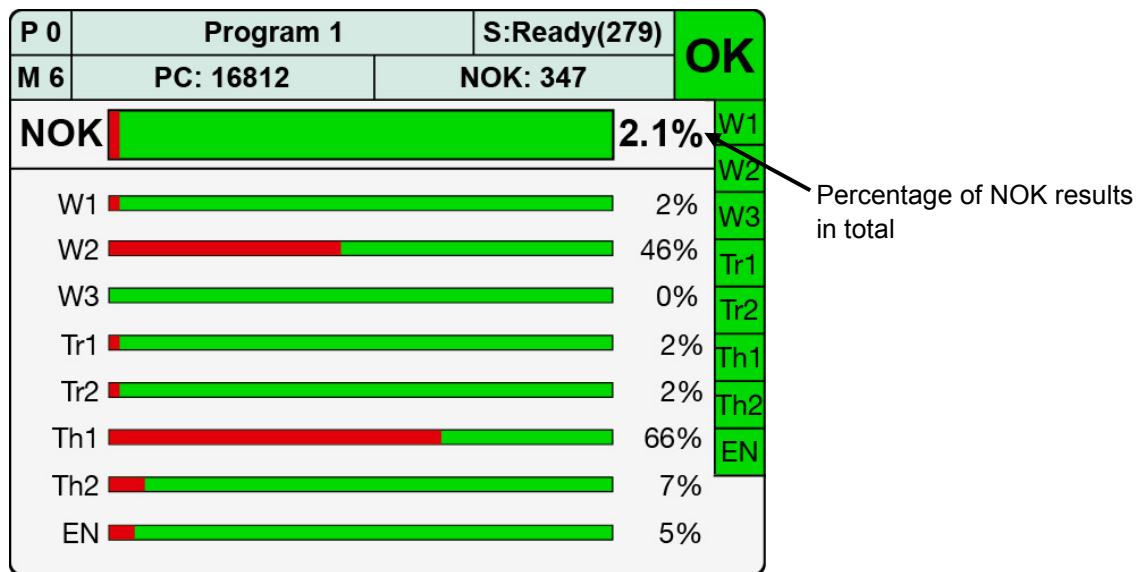 P 0 Program 1 S:Ready(279) OK
M 6 PC: 16812 NOK: 347
NOK 2.1%
W1 2%
W2 46%
W3 0%
Tr1 2%
Tr2 2%
Th1 66%
Th2 7%
EN 5%
W1
W2
W3
Tr1
Tr2
Th1
Th2
EN
Percentage of NOK results
in total